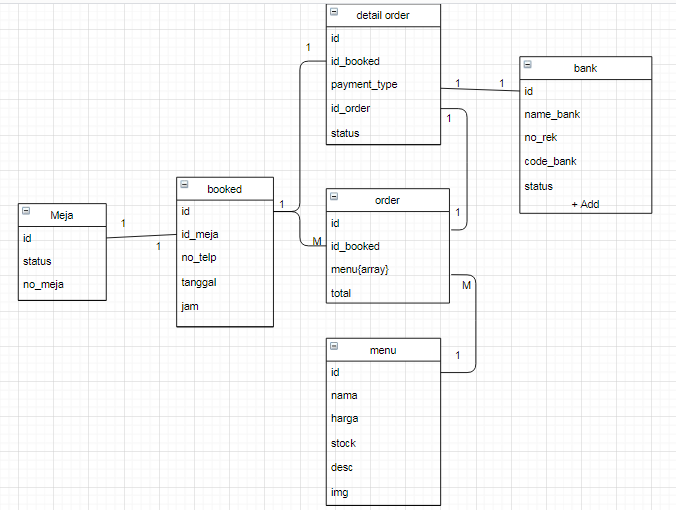 detail order
id
id_booked
payment_type
id_order
status
1
1
1
1
bank
id
name_bank
no_rek
code_bank
status
+ Add
Meja
id
status
no_meja
1
1
booked
id
id_meja
no_telp
tanggal
jam
1
M
order
id
id_booked
menu{array}
total
1
M
1
menu
id
nama
harga
stock
desc
img